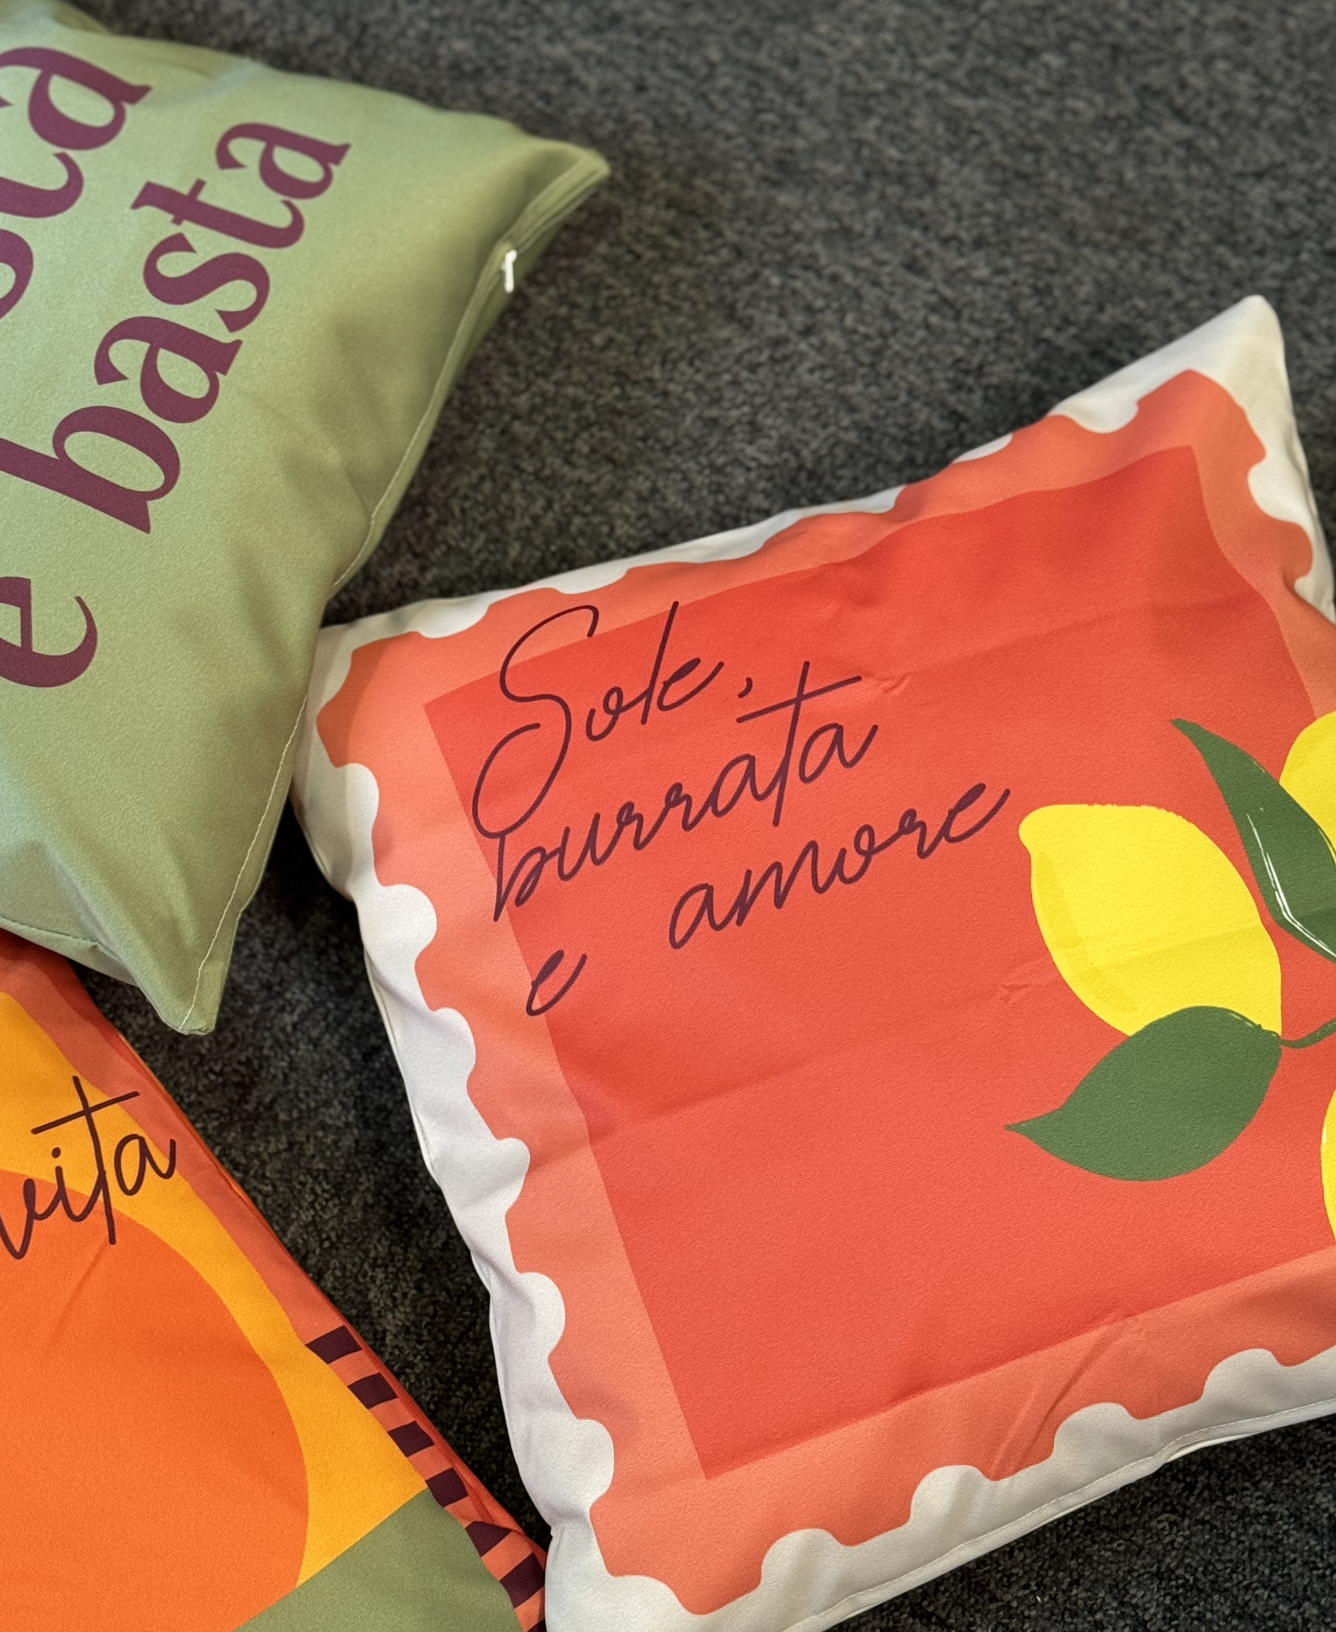 e basta
Sole,
burrata
e amore
vita